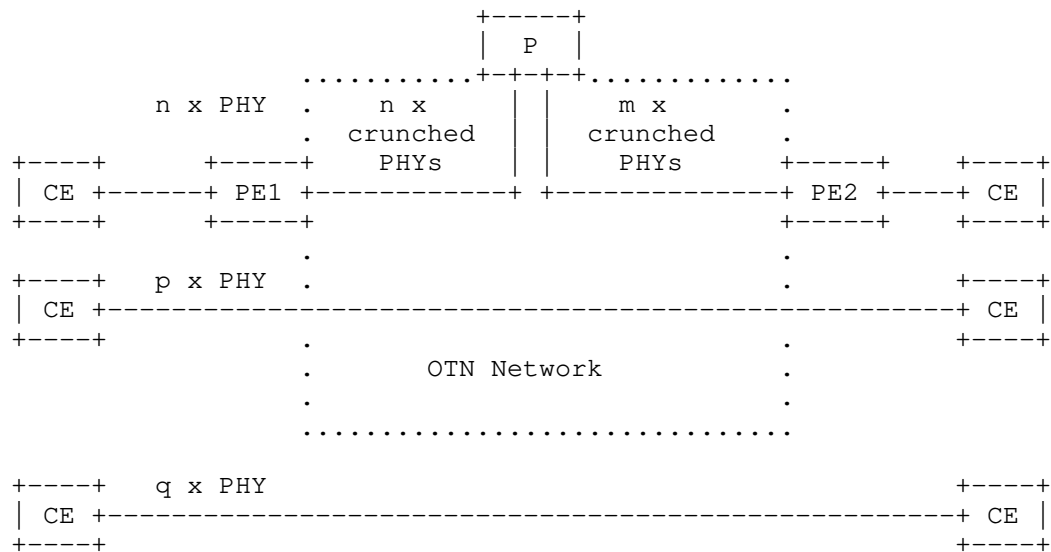 P
n x PHY n x m x
crunched crunched
PHYs PHYs
CE PE1 PE2 CE
p x PHY
CE CE
OTN Network
q x PHY
CE CE